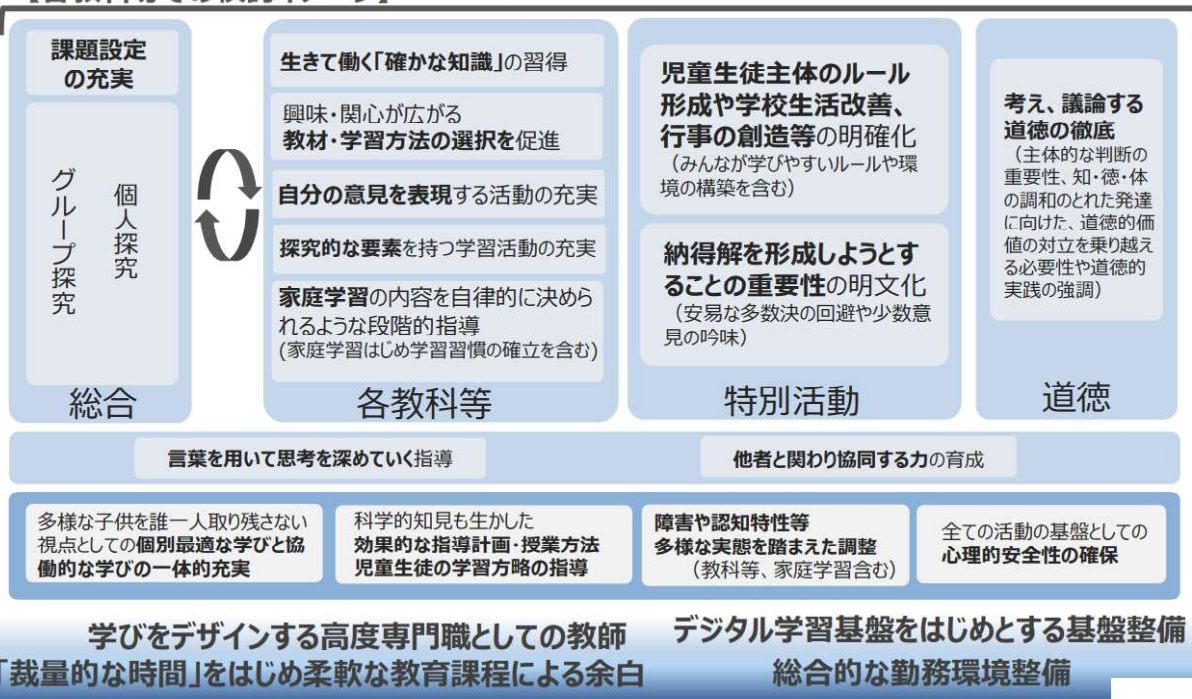 課題設定
の充実
グループ探究
個人探究
総合
生きて働く「確かな知識」の習得
興味・関心が広がる
教材・学習方法の選択を促進
自分の意見を表現する活動の充実
探究的な要素を持つ学習活動の充実
家庭学習の内容を自律的に決めら
れるような段階的指導
(家庭学習はじめ学習習慣の確立を含む)
各教科等
児童生徒主体のルール
形成や学校生活改善、
行事の創造等の明確化
（みんなが学びやすいルールや環
境の構築を含む）
納得解を形成しようとす
ることの重要性の明文化
（安易な多数決の回避や少数意
見の吟味）
特別活動
考え、議論する
道徳の徹底
（主体的な判断の
重要性、知・徳・体
の調和のとれた発達
に向けた、道徳的価
値の対立を乗り越え
る必要性や道徳的
実践の強調）
道徳
言葉を用いて思考を深めていく指導
他者と関わり協同する力の育成
多様な子供を誰一人取り残さない
視点としての個別最適な学びと協
働的な学びの一体的充実
科学的知見も生かした
効果的な指導計画・授業方法
児童生徒の学習方略の指導
障害や認知特性等
多様な実態を踏まえた調整
（教科等、家庭学習含む）
全ての活動の基盤としての
心理的安全性の確保
学びをデザインする高度専門職としての教師
「裁量的な時間」をはじめ柔軟な教育課程による余白
デジタル学習基盤をはじめとする基盤整備
総合的な勤務環境整備